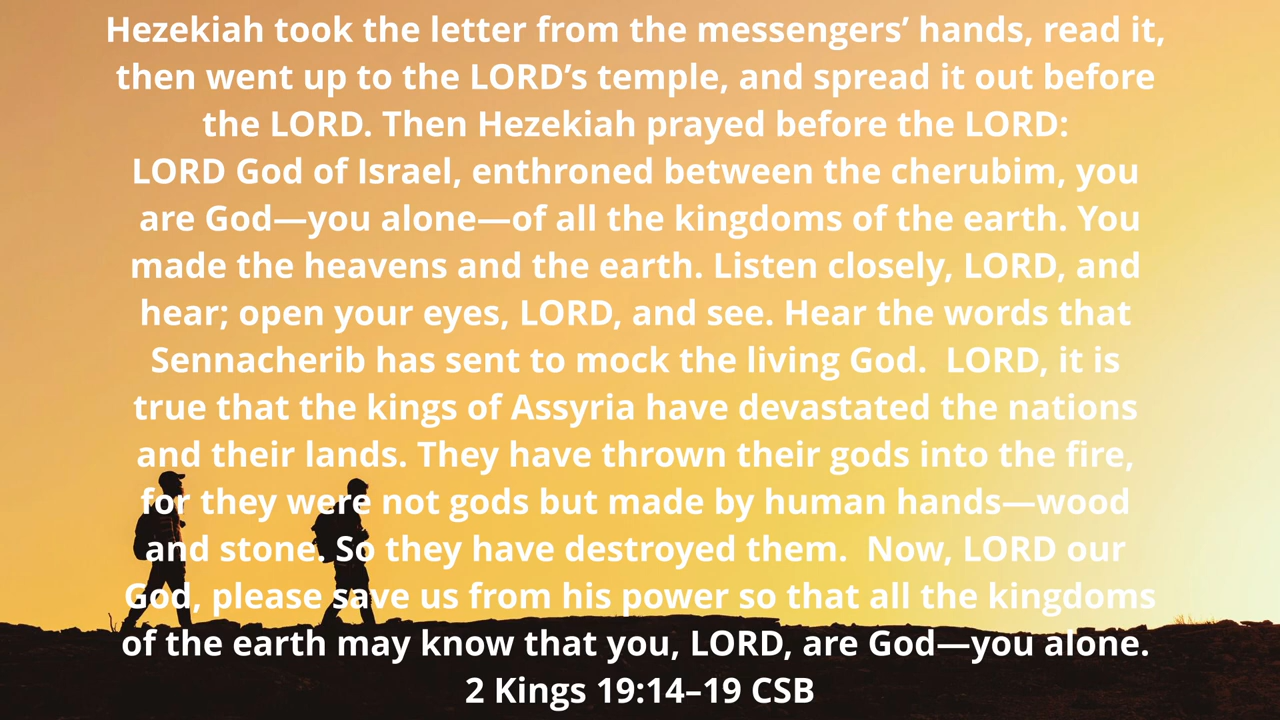 Hezekiah took the letter from the messengers’ hands, read it,
then went up to the LORD’s temple, and spread it out before
the LORD. Then Hezekiah prayed before the LORD:
LORD God of Israel, enthroned between the cherubim, you
are God—you alone—of all the kingdoms of the earth. You
made the heavens and the earth. Listen closely, LORD, and
hear; open your eyes, LORD, and see. Hear the words that
Sennacherib has sent to mock the living God.  LORD, it is
true that the kings of Assyria have devastated the nations
and their lands. They have thrown their gods into the fire,
for they were not gods but made by human hands—wood
and stone. So they have destroyed them.  Now, LORD our
God, please save us from his power so that all the kingdoms
of the earth may know that you, LORD, are God—you alone.
2 Kings 19:14–19 CSB